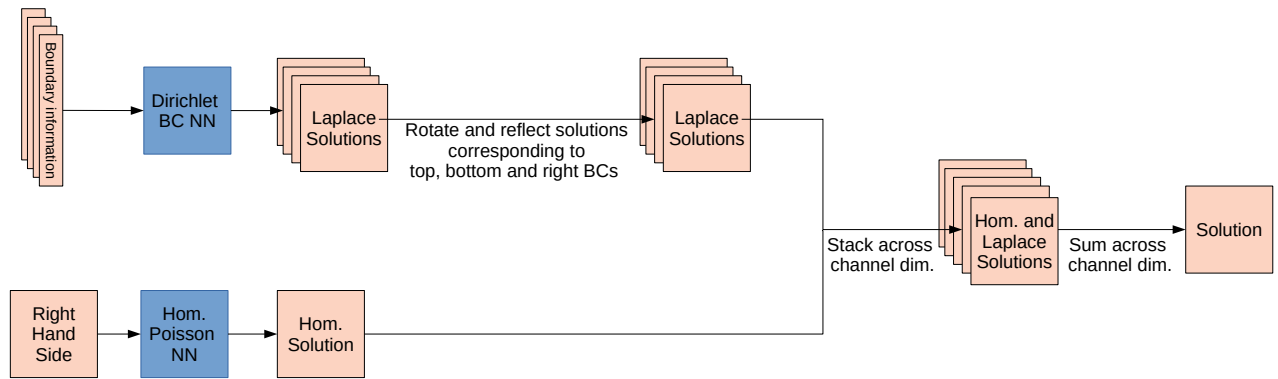 Boundary information
Dirichlet
BC NN
Laplace
Solutions
Rotate and reflect solutions
corresponding to
top, bottom and right BCs
Laplace
Solutions
Stack across
channel dim.
Hom. and
Laplace
Solutions
Sum across
channel dim.
Solution
Right
Hand
Side
Hom.
Poisson
NN
Hom.
Solution